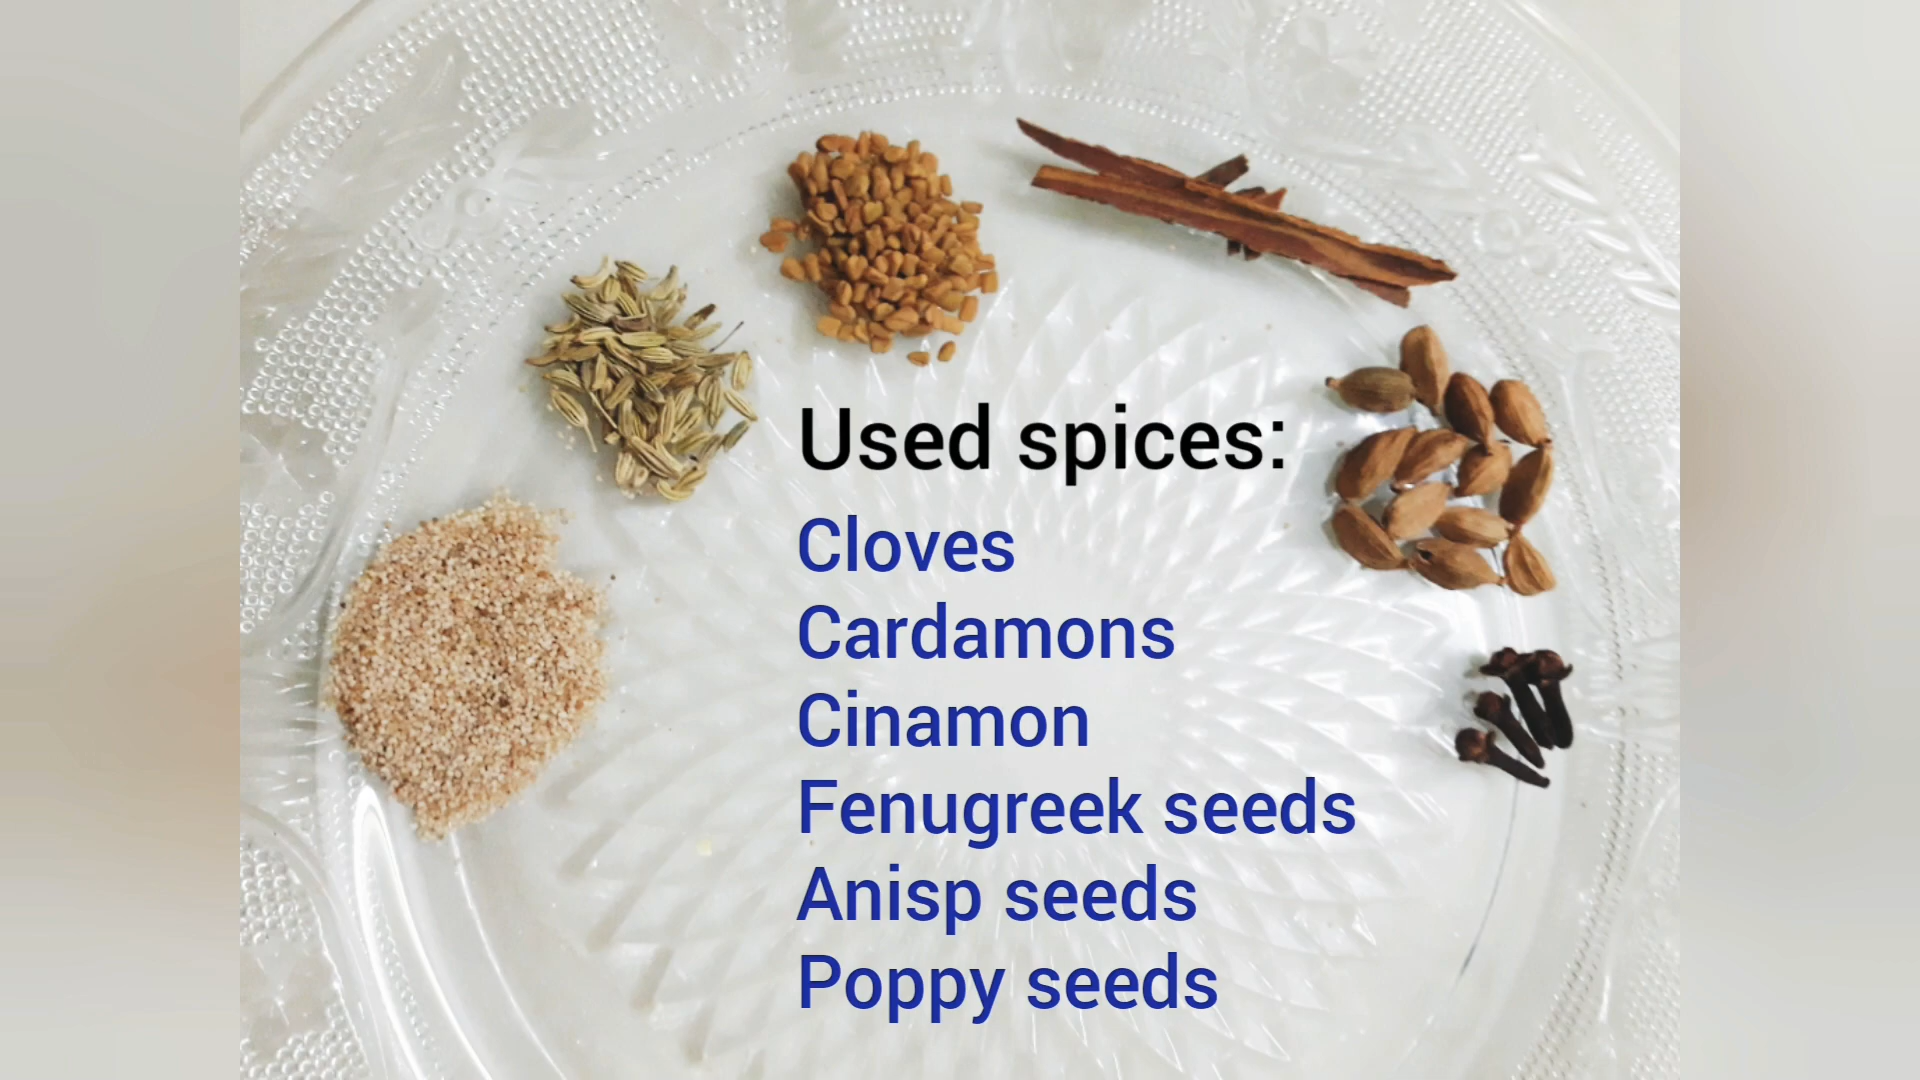 Used spices:
Cloves
Cardamons
Cinamon
Fenugreek seeds
Anisp seeds
Poppy seeds